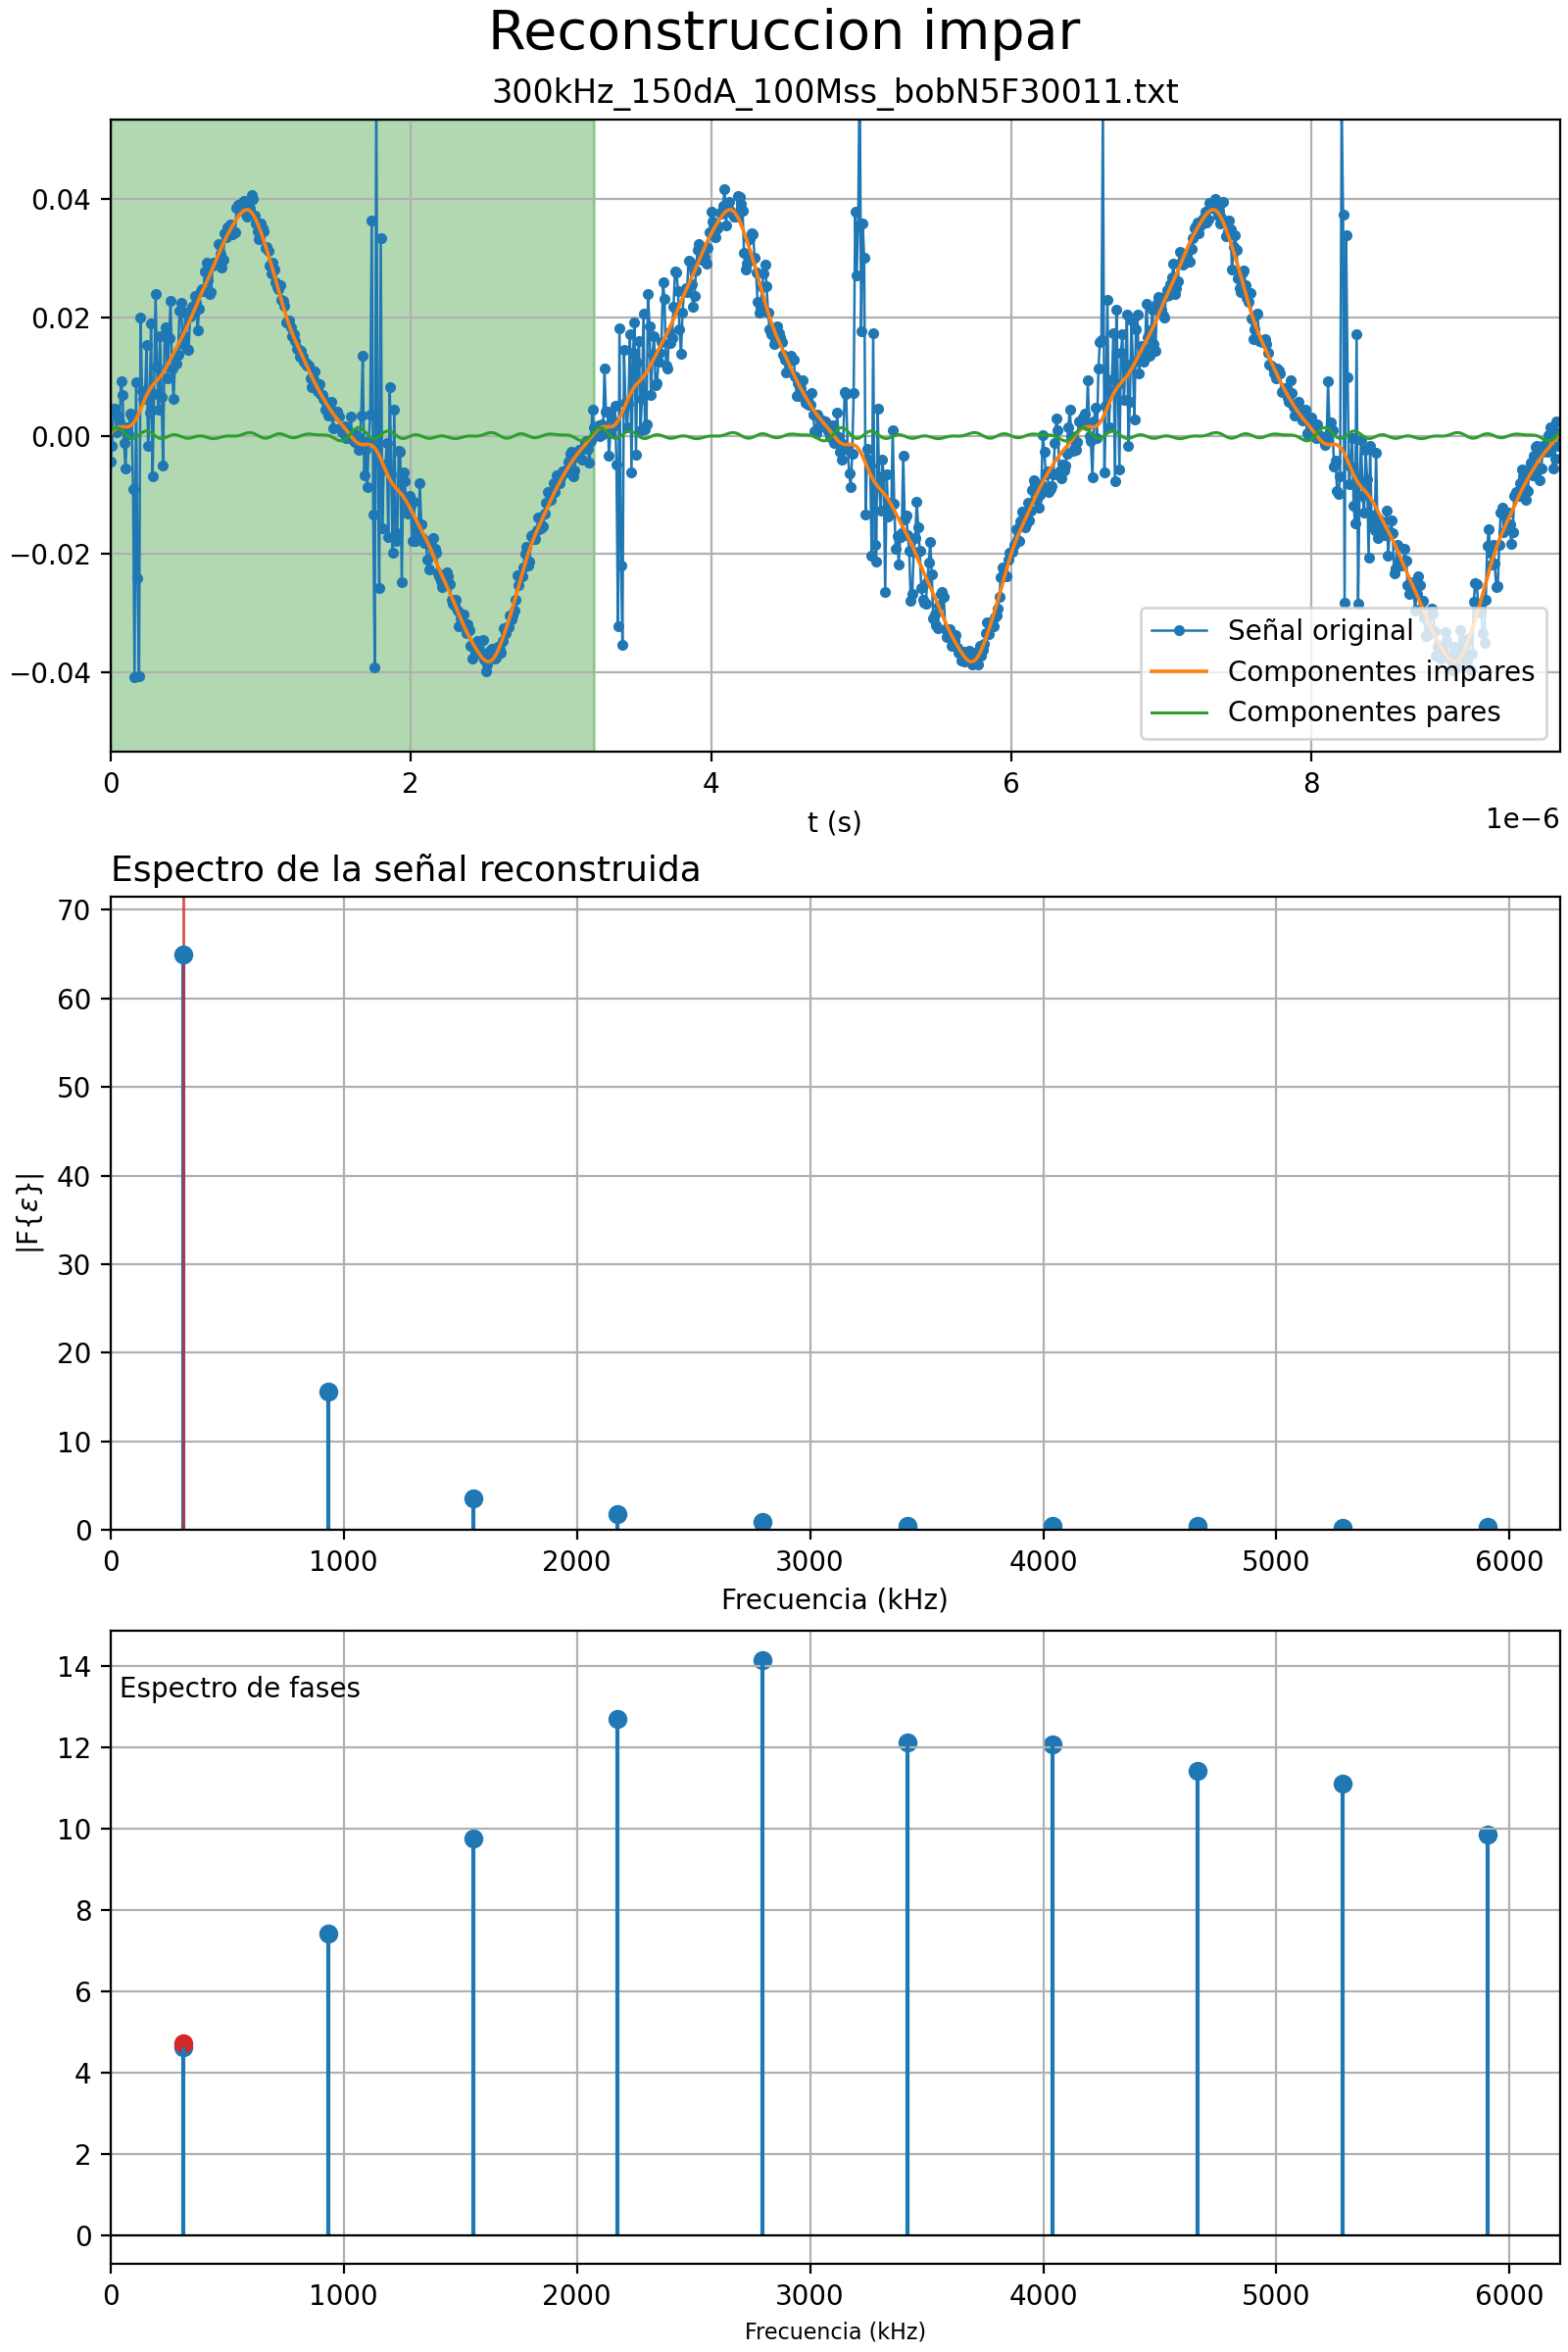 Reconstruccion impar
300kHz_150dA_100Mss_bobN5F30011.txt
0.04
0.02
0.00
−0.02
−0.04
Señal original
Componentes impares
Componentes pares
0 2 4 6 8
t (s)
1e−6
Espectro de la señal reconstruida
70
60
50
40
30
20
10
0
|F{ε}|
0 1000 2000 3000 4000 5000 6000
Frecuencia (kHz)
14
Espectro de fases
12
10
8
6
4
2
0
0 1000 2000 3000 4000 5000 6000
Frecuencia (kHz)